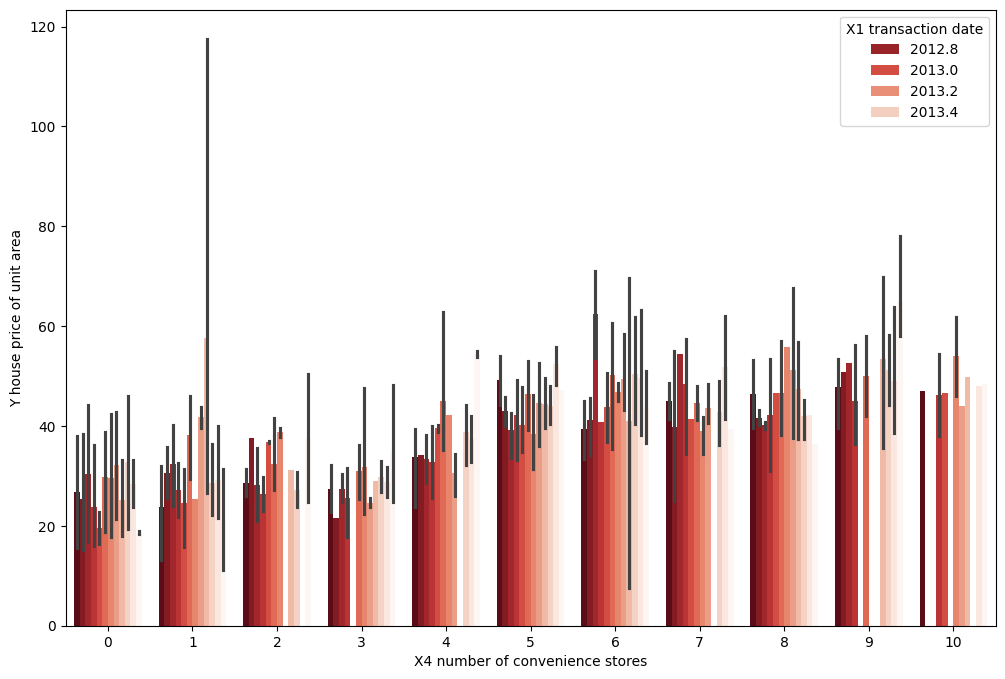 X1 transaction date
2012.8
2013.0
2013.2
2013.4
Y house price of unit area
120
100
80
60
40
20
0
0 1 2 3 4 5 6 7 8 9 10
X4 number of convenience stores